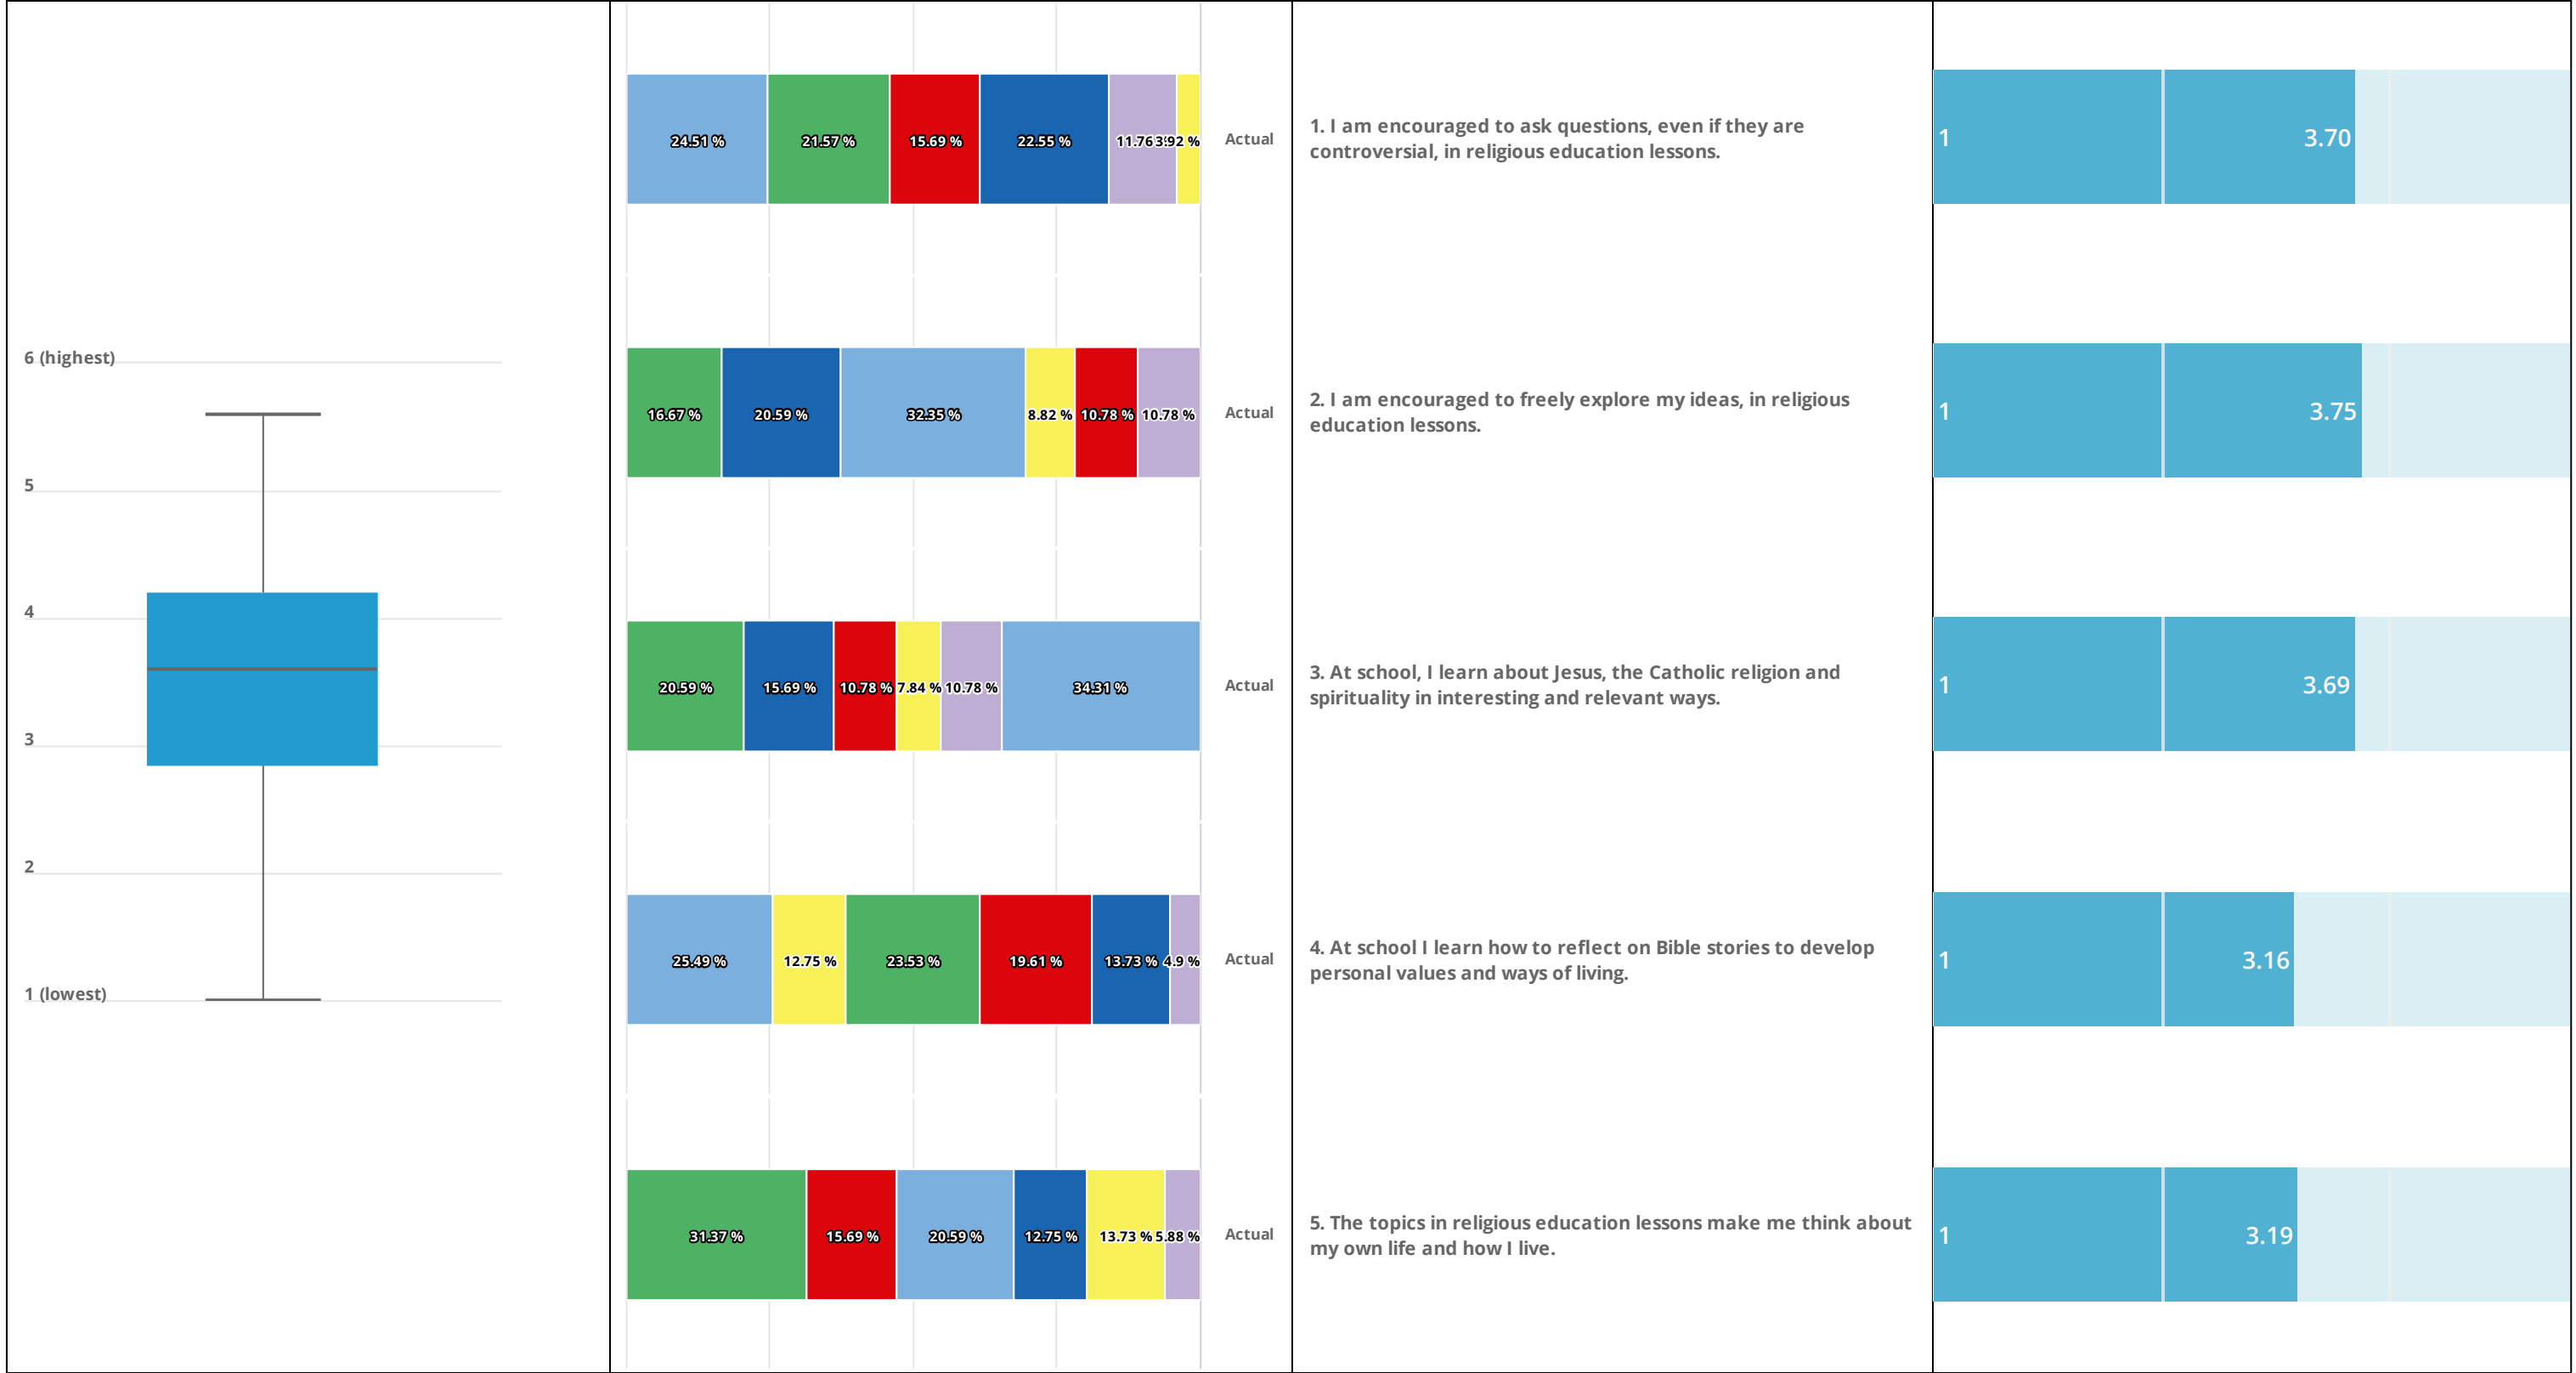 6 (highest)
5
4
3
2
1 (lowest)
24.51 % 21.57 % 15.69 % 22.55 % 11.76 3.92 % Actual
1. I am encouraged to ask questions, even if they are
controversial, in religious education lessons.
1 3.70
16.67 % 20.59 % 32.35 % 8.82 % 10.78 % 10.78 % Actual
2. I am encouraged to freely explore my ideas, in religious
education lessons.
1 3.75
20.59 % 15.69 % 10.78 % 7.84 % 10.78 % 34.31 % Actual
3. At school, I learn about Jesus, the Catholic religion and
spirituality in interesting and relevant ways.
1 3.69
25.49 % 12.75 % 23.53 % 19.61 % 13.73 % 4.9 % Actual
4. At school I learn how to reflect on Bible stories to develop
personal values and ways of living.
1 3.16
31.37 % 15.69 % 20.59 % 12.75 % 13.73 % 5.88 % Actual
5. The topics in religious education lessons make me think about
my own life and how I live.
1 3.19